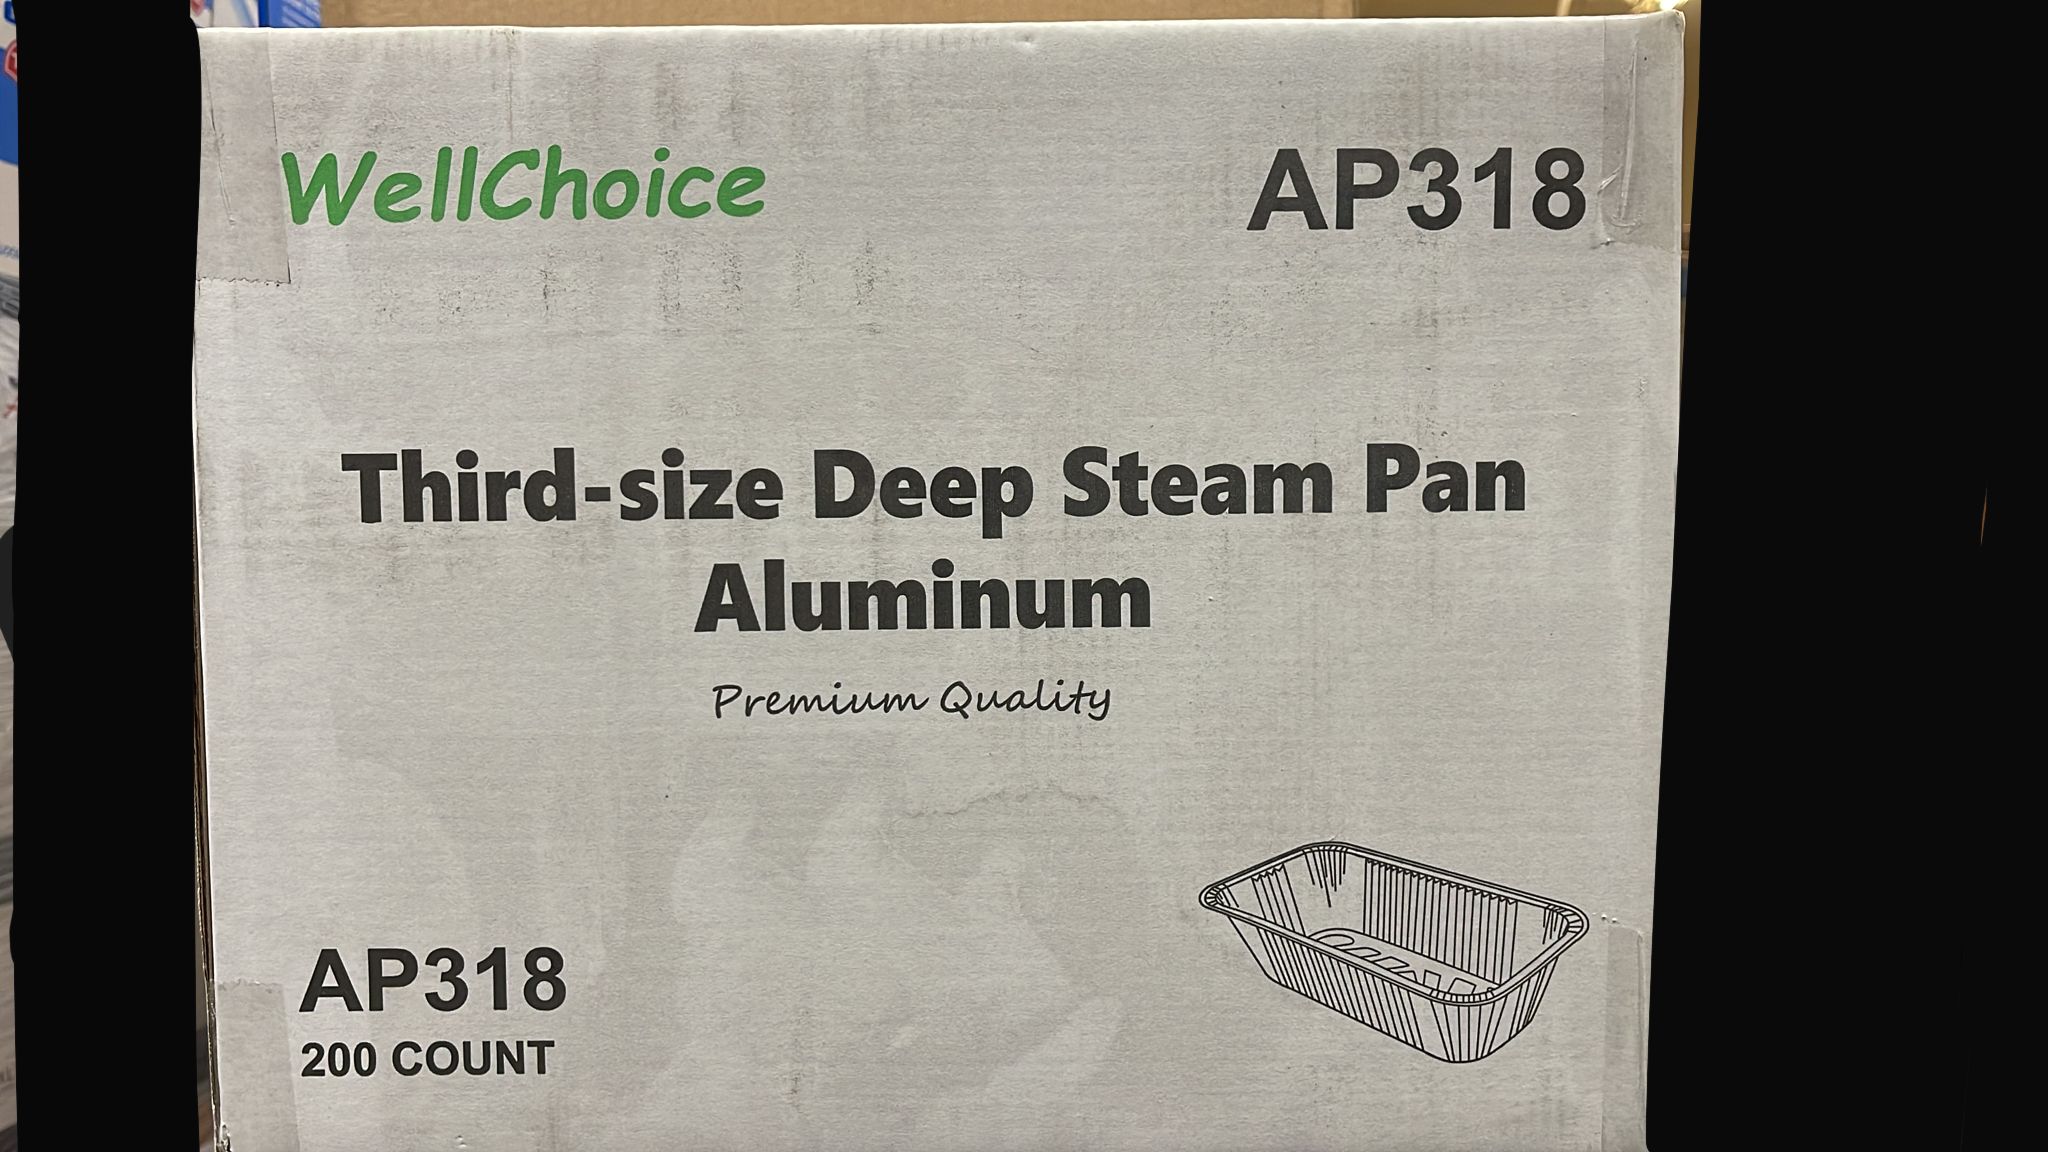 WellChoice
AP318
Third-size Deep Steam Pan
Aluminum
Premium Quality
AP318
200 COUNT